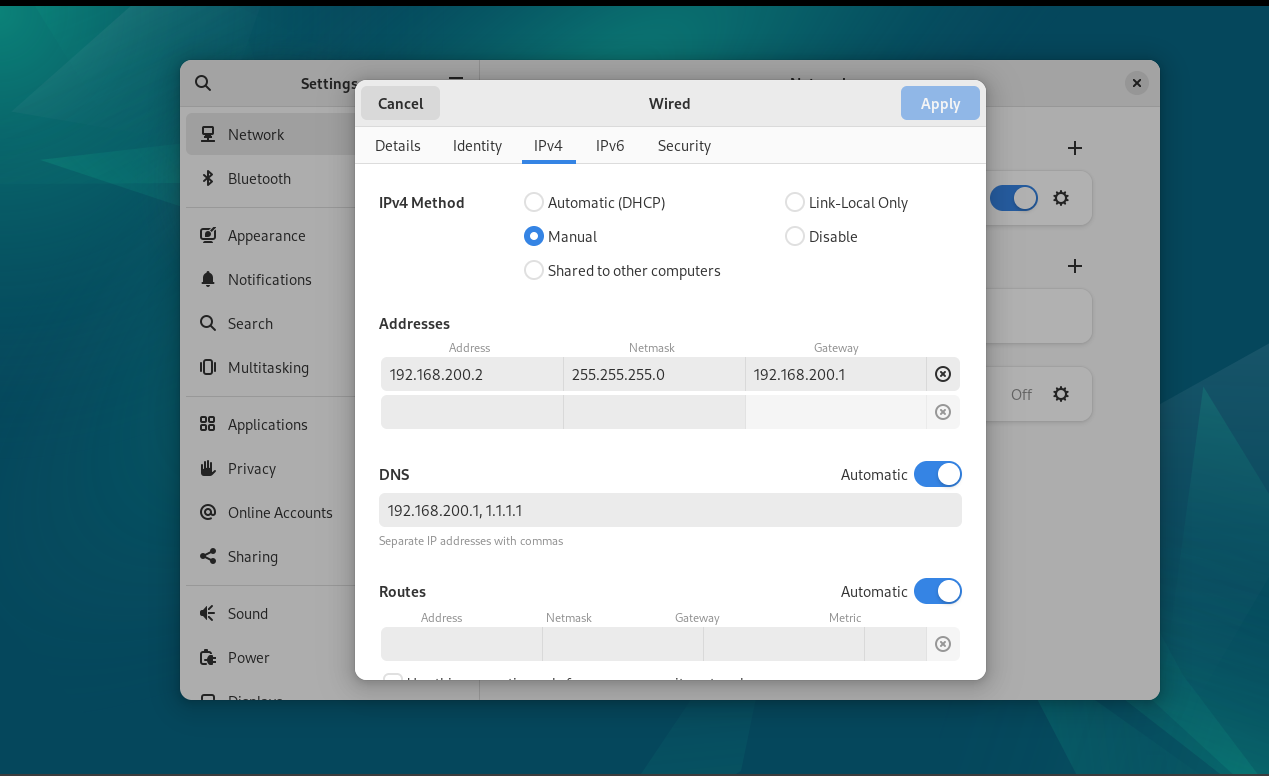 Settings
Cancel
Wired
Apply
Details Identity IPv4 IPv6 Security
Network
Bluetooth
Appearance
Notifications
Search
Multitasking
Applications
Privacy
Online Accounts
Sharing
Sound
Power
IPv4 Method
Automatic (DHCP)
Link-Local Only
Manual
Disable
Shared to other computers
Addresses
Address Netmask Gateway
192.168.200.2 255.255.255.0 192.168.200.1
Off
DNS
Automatic
192.168.200.1, 1.1.1.1
Separate IP addresses with commas
Routes
Automatic
Address Netmask Gateway Metric